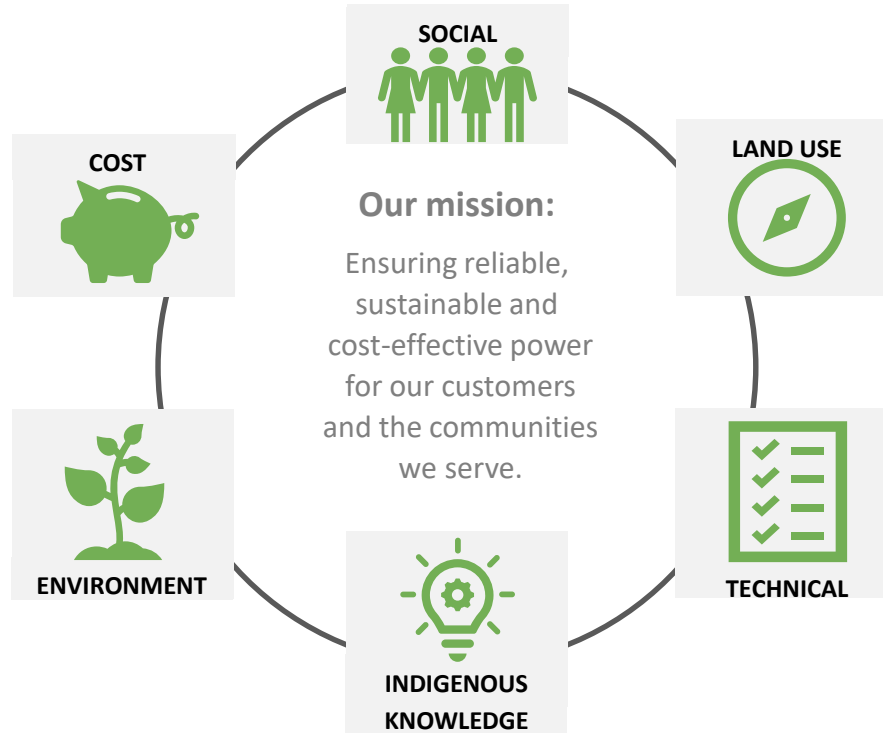 SOCIAL
COST
LAND USE
Our mission:
Ensuring reliable,
sustainable and
cost-effective power
for our customers
and the communities
we serve.
ENVIRONMENT
TECHNICAL
INDIGENOUS
KNOWLEDGE